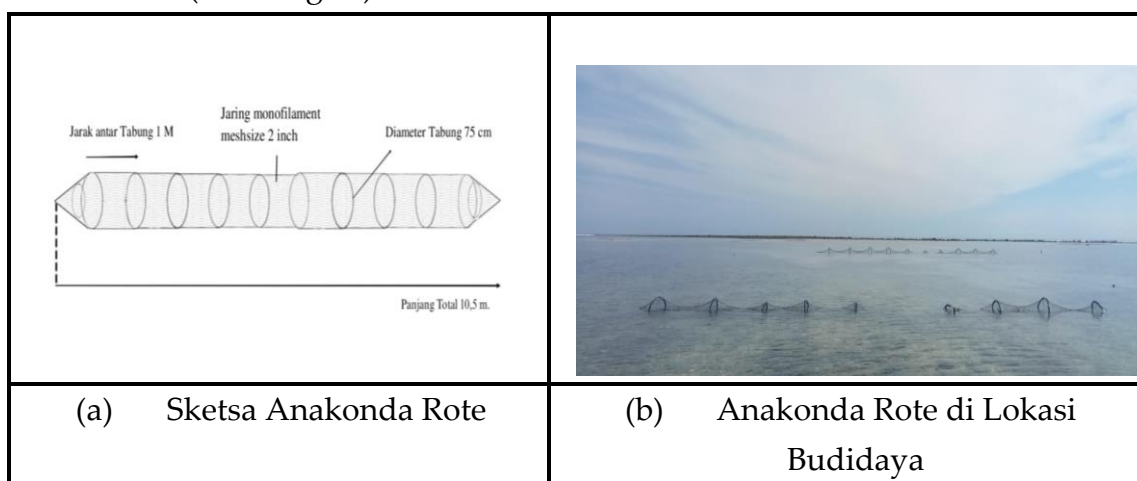 Jaring monofilament
meshsize 2 inch
Jarak antar Tabung 1 M
Diameter Tabung 75 cm
Panjang Total 10,5 m.
(a) Sketsa Anakonda Rote
(b) Anakonda Rote di Lokasi
Budidaya